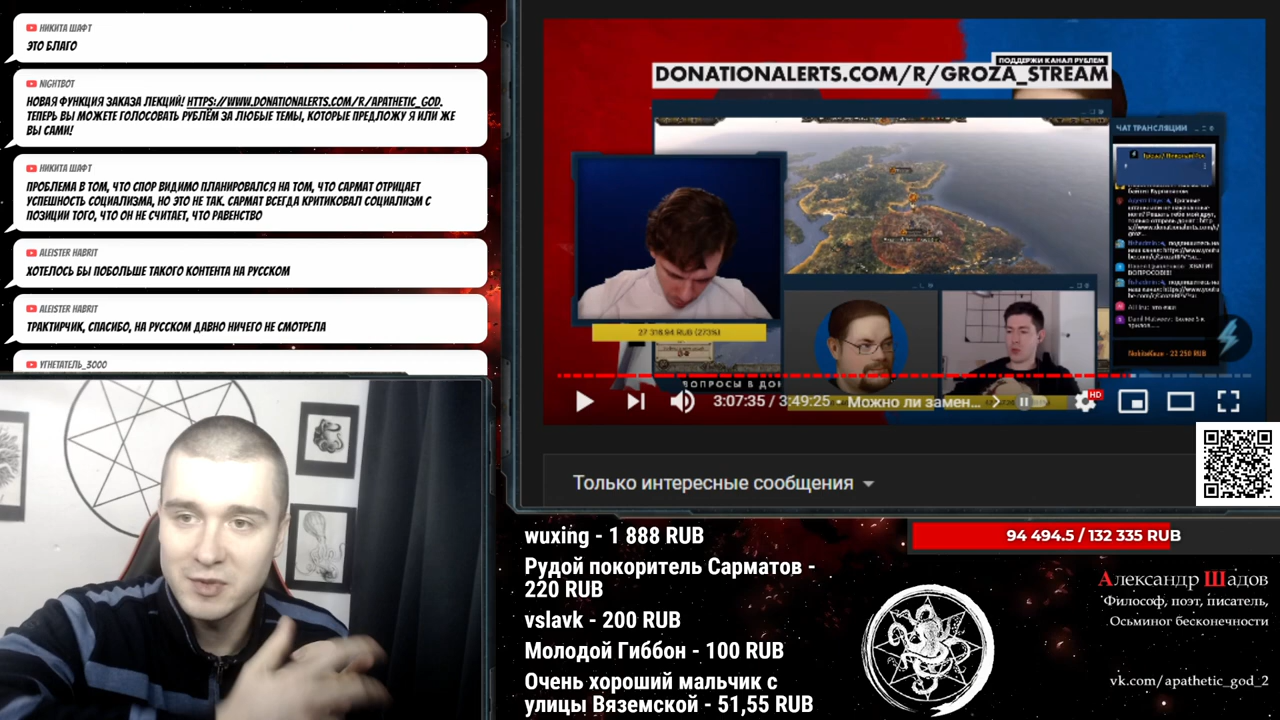 НИКИТА ШАФТ
ЭТО БЛАГО
NIGHTBOT
НОВАЯ ФУНКЦИЯ ЗАКАЗА ЛЕКЦИЙ! HTTPS://WWW.DONATIONALERTS.COM/R/APATHETIC_GOD.
ТЕПЕРЬ ВЫ МОЖЕТЕ ГОЛОСОВАТЬ РУБЛЁМ ЗА ЛЮБЫЕ ТЕМЫ, КОТОРЫЕ ПРЕДЛОЖУ Я ИЛИ ЖЕ
ВЫ САМИ!
НИКИТА ШАФТ
ПРОБЛЕМА В ТОМ, ЧТО СПОР ВИДИМО ПЛАНИРОВАЛСЯ НА ТОМ, ЧТО САРМАТ ОТРИЦАЕТ
УСПЕШНОСТЬ СОЦИАЛИЗМА, НО ЭТО НЕ ТАК. САРМАТ ВСЕГДА КРИТИКОВАЛ СОЦИАЛИЗМ С
ПОЗИЦИИ ТОГО, ЧТО ОН НЕ СЧИТАЕТ, ЧТО РАВЕНСТВО
ALEISTER HABRIT
ХОТЕЛОСЬ БЫ ПОБОЛЬШЕ ТАКОГО КОНТЕНТА НА РУССКОМ
ALEISTER HABRIT
ТРАКТИРЧИК, СПАСИБО, НА РУССКОМ ДАВНО НИЧЕГО НЕ СМОТРЕЛА
УГНЕТАТЕЛЬ_3000
ПОДДЕРЖИ КАНАЛ РУБЛЕМ
DONATIONALERTS.COM/R/GROZA_STREAM
ЧАТ ТРАНСЛЯЦИИ
27 318.94 RUB (273%)
ВОПРОСЫ В ДОН
3:07:35 / 3:49:25 • Можно ли замен...
HD
Только интересные сообщения
wuxing - 1 888 RUB
Рудой покоритель Сарматов -
220 RUB
vslavk - 200 RUB
Молодой Гиббон - 100 RUB
Очень хороший мальчик с
улицы Вяземской - 51,55 RUB
94 494.5 / 132 335 RUB
Александр Шадов
Философ, поэт, писатель,
Осьминог бесконечности
vk.com/apathetic_god_2